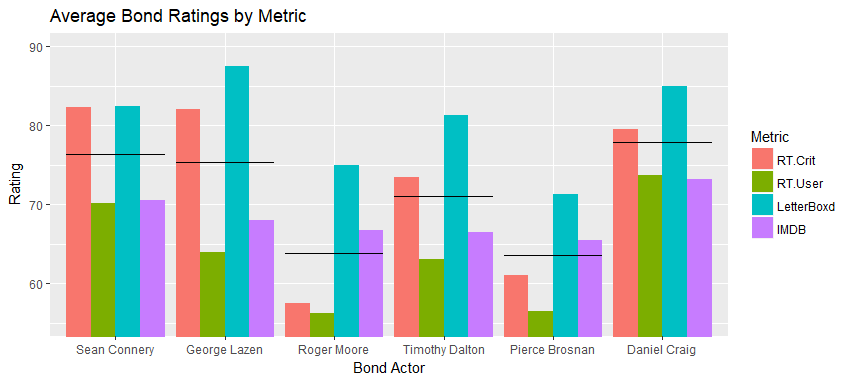 Average Bond Ratings by Metric
90
80
70
60
Rating
Sean Connery George Lazen Roger Moore Timothy Dalton Pierce Brosnan Daniel Craig
Bond Actor
Metric
RT.Crit
RT.User
LetterBoxd
IMDB